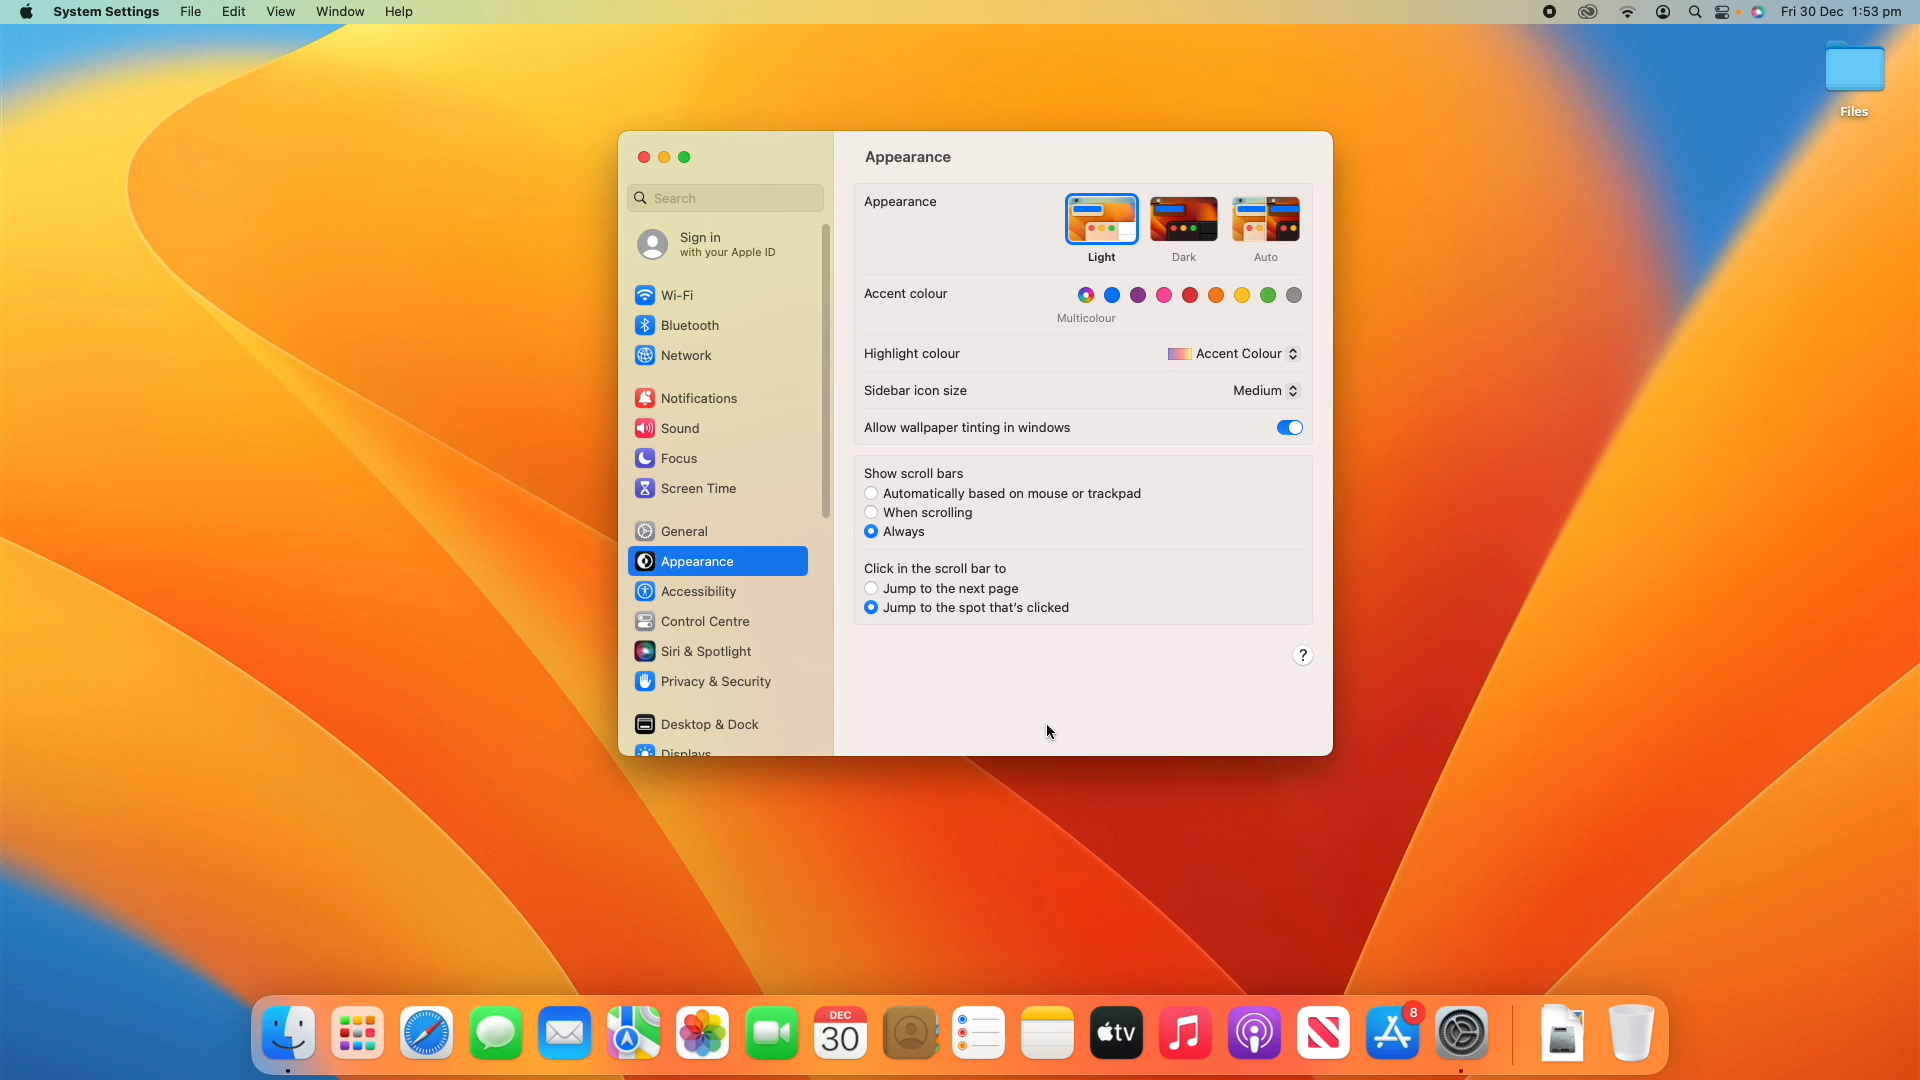 System Settings File Edit View Window Help Fri 30 Dec 1:53 pm
Files
Appearance
Search
Sign in
with your Apple ID
Wi-Fi
Bluetooth
Network
Notifications
Sound
Focus
Screen Time
General
Appearance
Accessibility
Control Centre
Siri & Spotlight
Privacy & Security
Desktop & Dock
Displays
Appearance
Light Dark Auto
Accent colour
Multicolour
Highlight colour Accent Colour
Sidebar icon size Medium
Allow wallpaper tinting in windows
Show scroll bars
Automatically based on mouse or trackpad
When scrolling
Always
Click in the scroll bar to
Jump to the next page
Jump to the spot that's clicked
?
DEC
30
tv
8